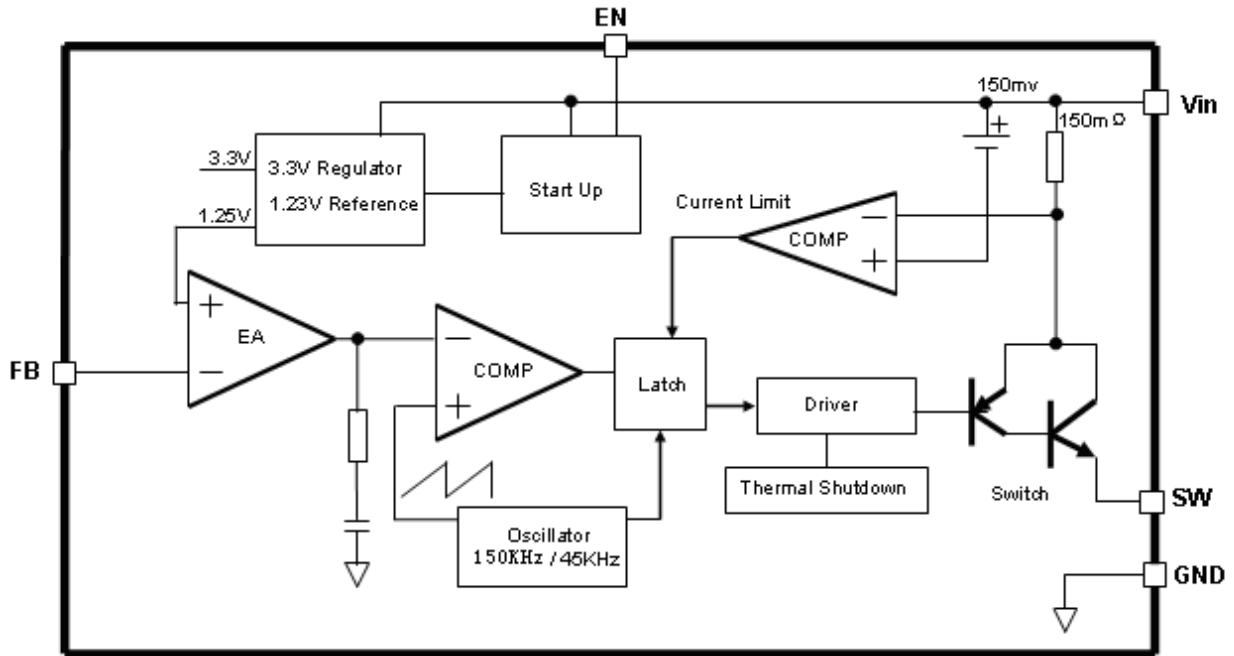 EN
150mv
Vin
150mΩ
3.3V
3.3V Regulator
1.23V Reference
Start Up
1.25V
Current Limit
COMP
−
+
+
EA
−
FB
−
COMP
+
Latch
Driver
Thermal Shutdown
Switch
SW
Oscillator
150KHz / 45KHz
GND
+